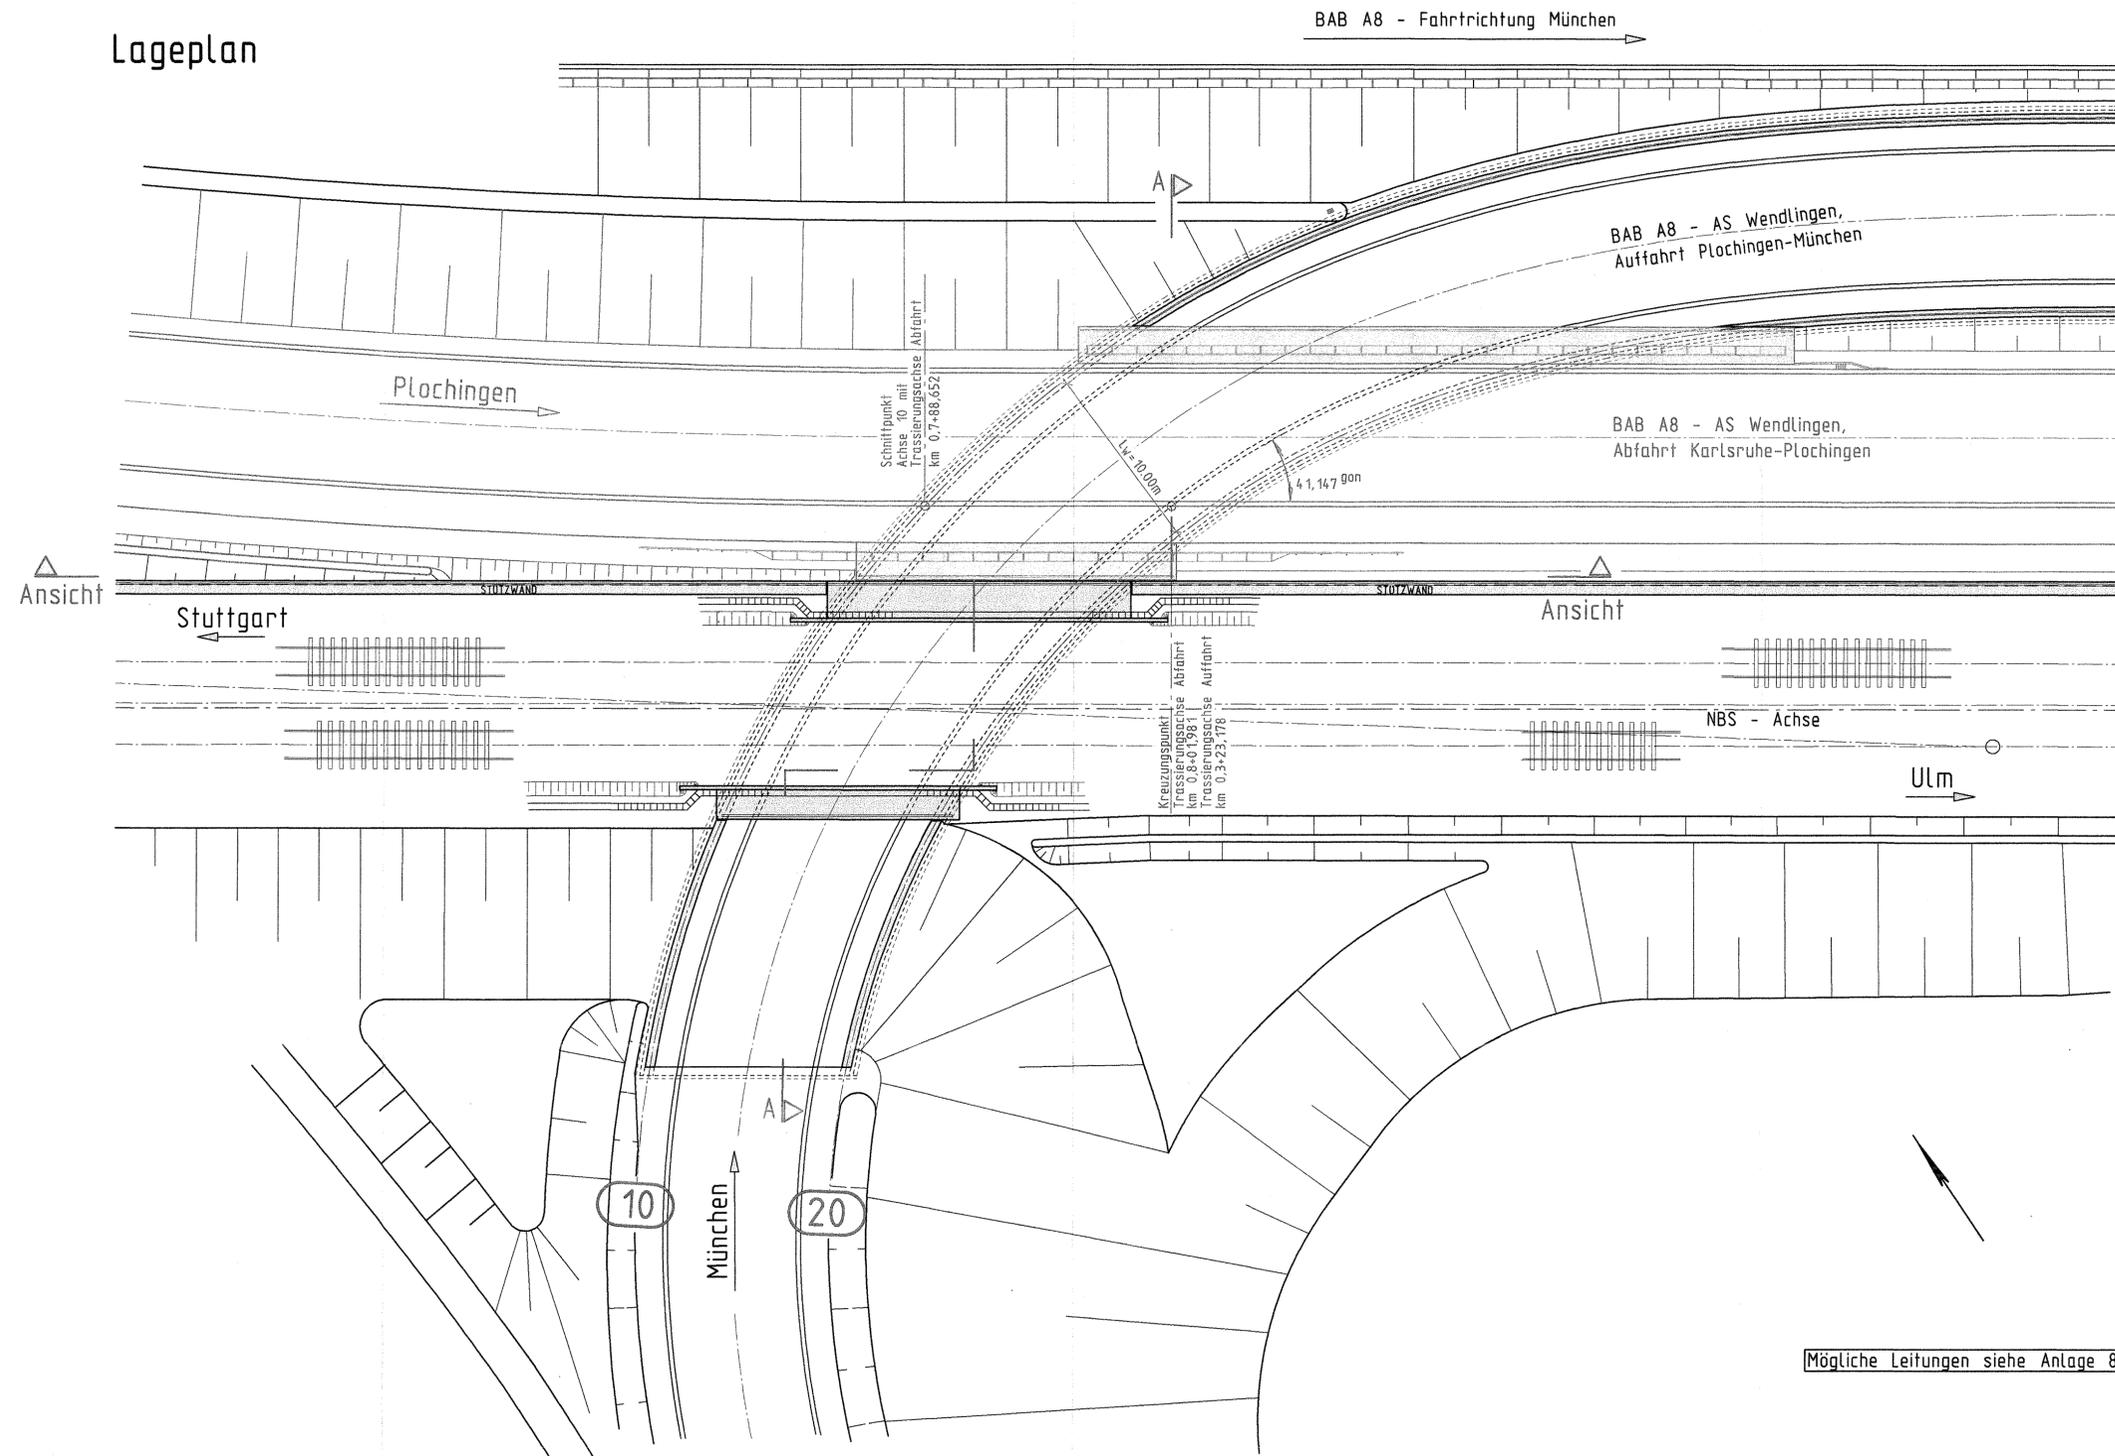 BAB A8 - Fahrtrichtung München
Lageplan
A
BAB A8 - AS Wendlingen,
Auffahrt Plochingen-München
Schnittpunkt
Achse 10 mit
Trassierungsachse Abfahrt
km 0,7+88,652
Plochingen
BAB A8 - AS Wendlingen,
Abfahrt Karlsruhe-Plochingen
Lw = 10.00m
41,147 gon
Ansicht
STÜTZWAND
STÜTZWAND
Ansicht
Stuttgart
Kreuzungspunkt
Trassierungsachse Abfahrt
km 0,8+01,981
Trassierungsachse Auffahrt
km 0,3+23,178
NBS - Achse
Ulm
A
10
München
20
Mögliche Leitungen siehe Anlage 8